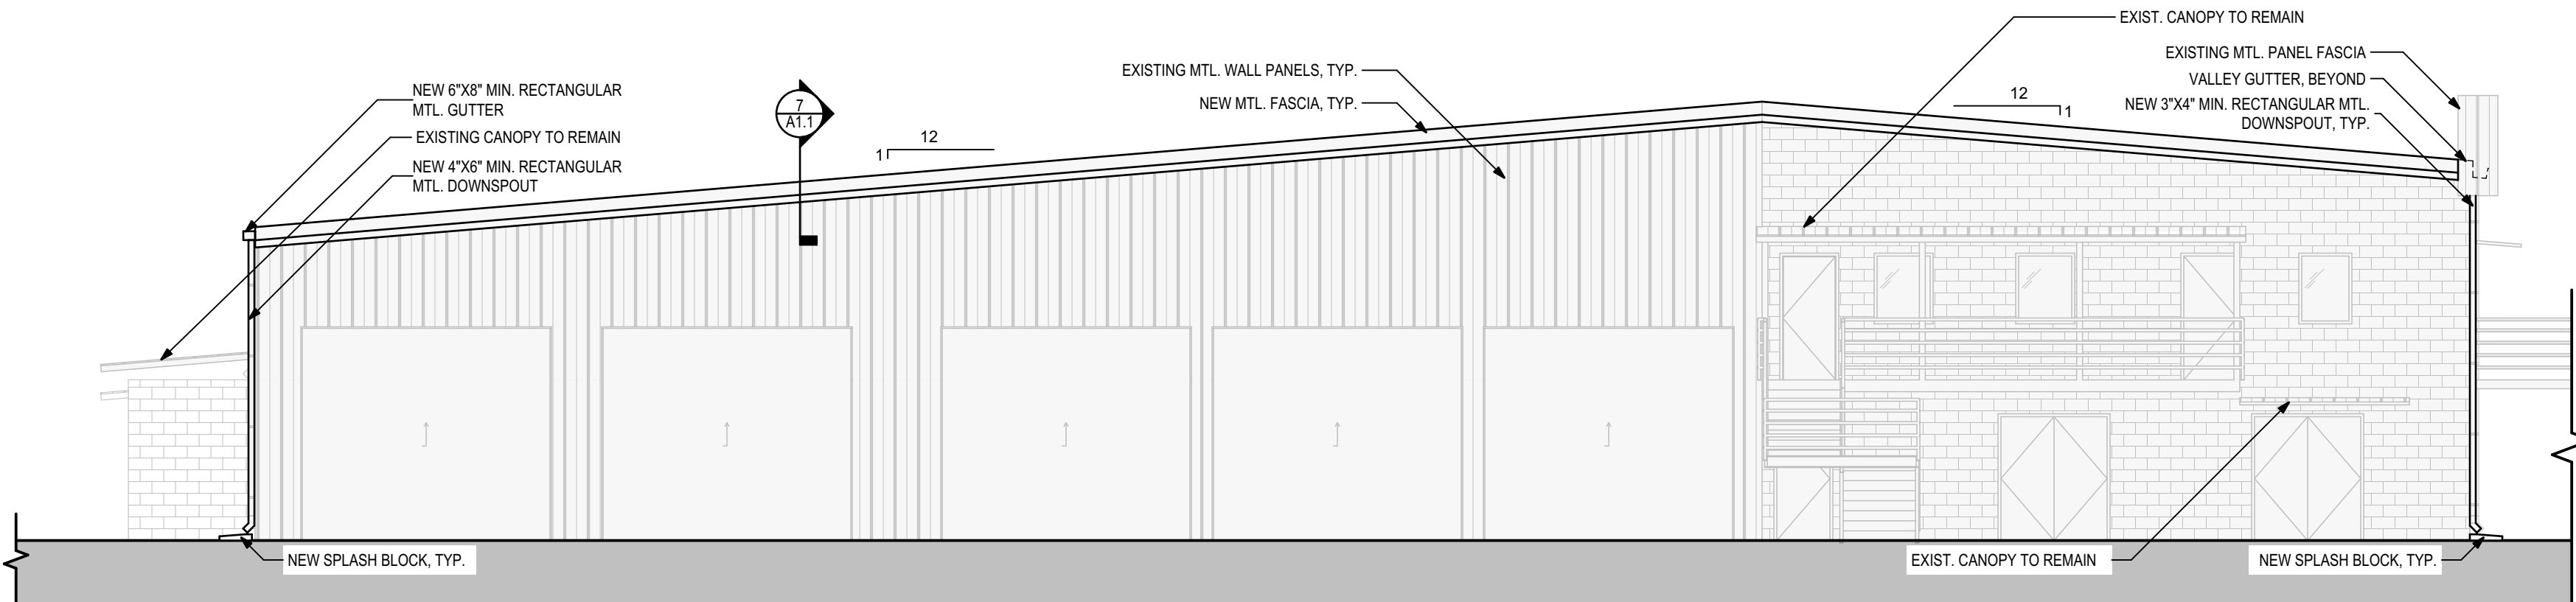 EXIST. CANOPY TO REMAIN
EXISTING MTL. PANEL FASCIA
VALLEY GUTTER, BEYOND
NEW 3"X4" MIN. RECTANGULAR MTL.
DOWNSPOUT, TYP.
EXISTING MTL. WALL PANELS, TYP.
NEW MTL. FASCIA, TYP.
NEW 6"X8" MIN. RECTANGULAR
MTL. GUTTER
EXISTING CANOPY TO REMAIN
NEW 4"X6" MIN. RECTANGULAR
MTL. DOWNSPOUT
7
A1.1
12
1
12
1
NEW SPLASH BLOCK, TYP.
EXIST. CANOPY TO REMAIN
NEW SPLASH BLOCK, TYP.